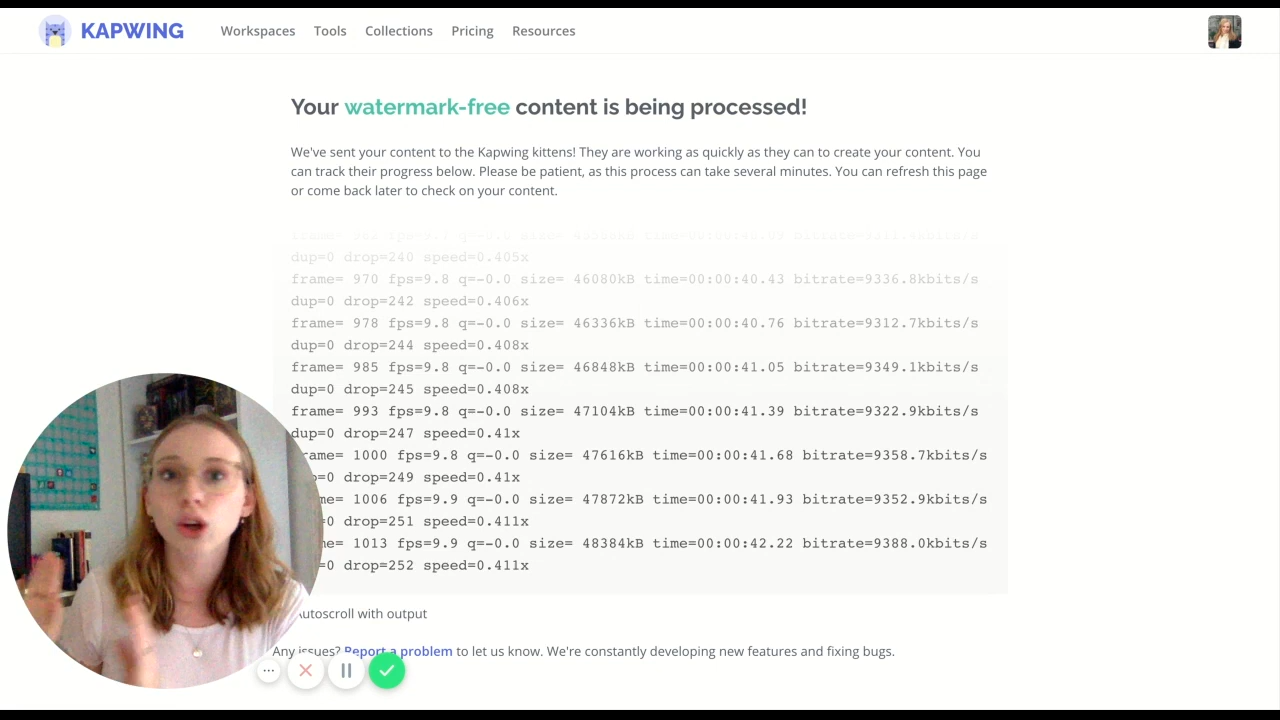 KAPWING
Workspaces Tools Collections Pricing Resources
Your watermark-free content is being processed!
We've sent your content to the Kapwing kittens! They are working as quickly as they can to create your content. You
can track their progress below. Please be patient, as this process can take several minutes. You can refresh this page
or come back later to check on your content.
dup=0 drop=240 speed=0.405x
frame= 970 fps=9.8 q=-0.0 size= 46080kB time=00:00:40.43 bitrate=9336.8kbits/s
dup=0 drop=242 speed=0.406x
frame= 978 fps=9.8 q=-0.0 size= 46336kB time=00:00:40.76 bitrate=9312.7kbits/s
dup=0 drop=244 speed=0.408x
frame= 985 fps=9.8 q=-0.0 size= 46848kB time=00:00:41.05 bitrate=9349.1kbits/s
dup=0 drop=245 speed=0.408x
frame= 993 fps=9.8 q=-0.0 size= 47104kB time=00:00:41.39 bitrate=9322.9kbits/s
dup=0 drop=247 speed=0.41x
ame= 1000 fps=9.8 q=-0.0 size= 47616kB time=00:00:41.68 bitrate=9358.7kbits/s
=0 drop=249 speed=0.41x
me= 1006 fps=9.9 q=-0.0 size= 47872kB time=00:00:41.93 bitrate=9352.9kbits/s
=0 drop=251 speed=0.411x
me= 1013 fps=9.9 q=-0.0 size= 48384kB time=00:00:42.22 bitrate=9388.0kbits/s
=0 drop=252 speed=0.411x
Autoscroll with output
Any issues? Report a problem to let us know. We're constantly developing new features and fixing bugs.